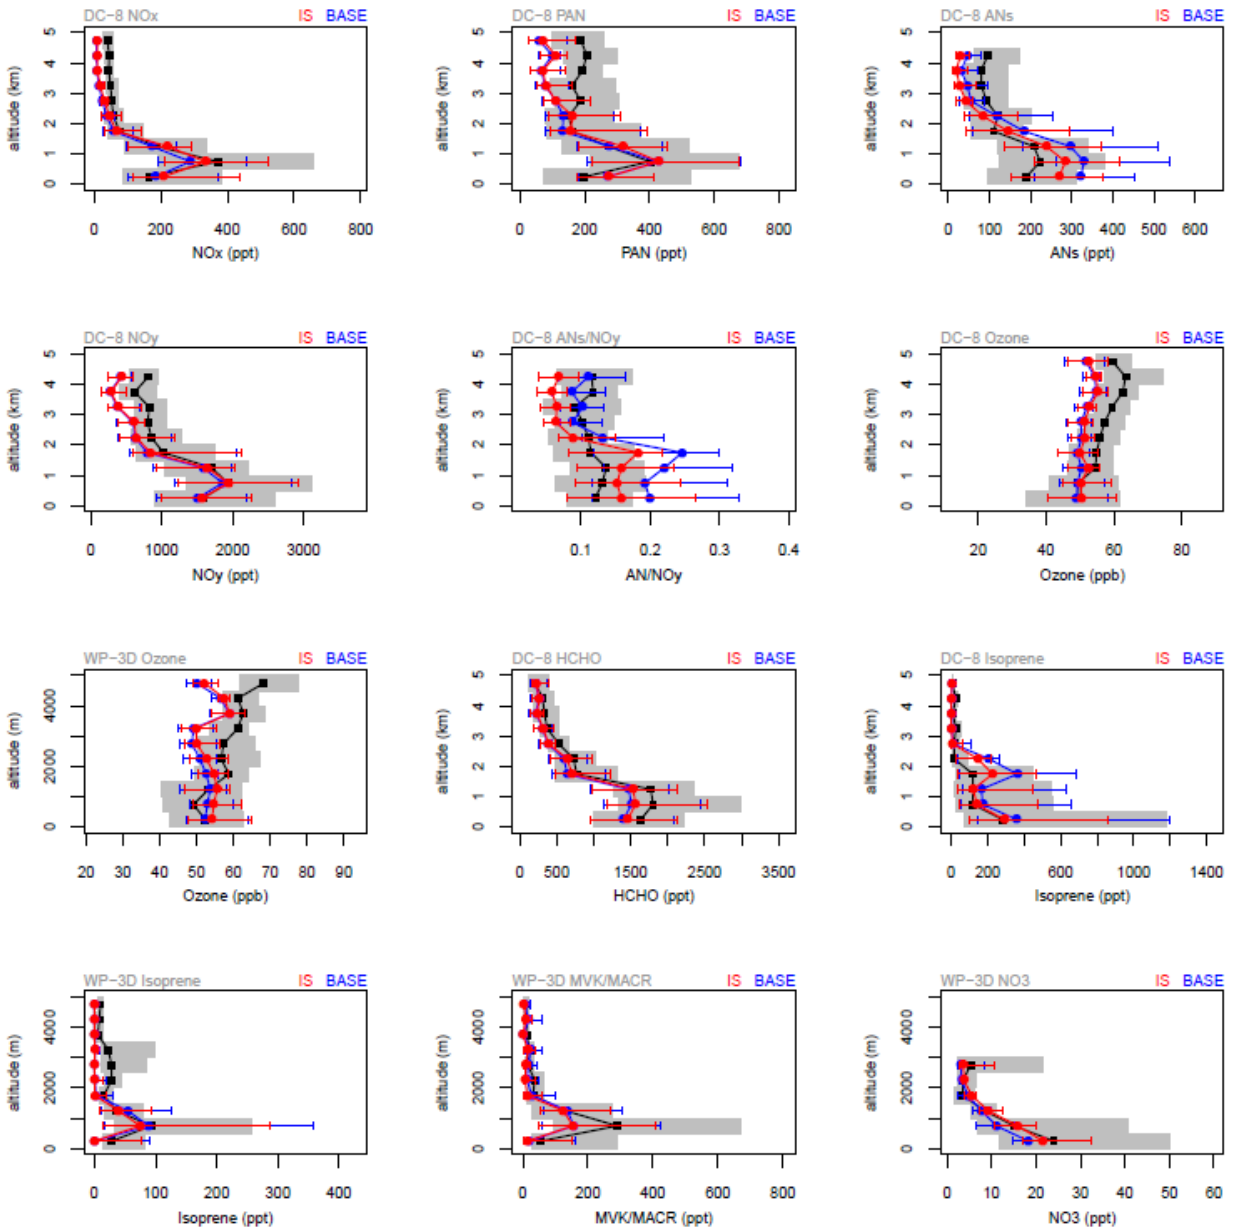 DC-8 NOx IS BASE
altitude (km)
0 1 2 3 4 5
0 200 400 600 800
NOx (ppt)
DC-8 PAN IS BASE
altitude (km)
0 1 2 3 4 5
0 200 400 600 800
PAN (ppt)
DC-8 ANs IS BASE
altitude (km)
0 1 2 3 4 5
0 100 200 300 400 500 600
ANs (ppt)
DC-8 NOy IS BASE
altitude (km)
0 1 2 3 4 5
0 1000 2000 3000
NOy (ppt)
DC-8 ANs/NOy IS BASE
altitude (km)
0 1 2 3 4 5
0.1 0.2 0.3 0.4
AN/NOy
DC-8 Ozone IS BASE
altitude (km)
0 1 2 3 4 5
20 40 60 80
Ozone (ppb)
WP-3D Ozone IS BASE
altitude (m)
0 2000 4000
20 30 40 50 60 70 80 90
Ozone (ppb)
DC-8 HCHO IS BASE
altitude (km)
0 1 2 3 4 5
0 500 1500 2500 3500
HCHO (ppt)
DC-8 Isoprene IS BASE
altitude (km)
0 1 2 3 4 5
0 200 600 1000 1400
Isoprene (ppt)
WP-3D Isoprene IS BASE
altitude (m)
0 2000 4000
0 100 200 300 400
Isoprene (ppt)
WP-3D MVK/MACR IS BASE
altitude (m)
0 2000 4000
0 200 400 600 800
MVK/MACR (ppt)
WP-3D NO3 IS BASE
altitude (m)
0 2000 4000
0 10 20 30 40 50 60
NO3 (ppt)